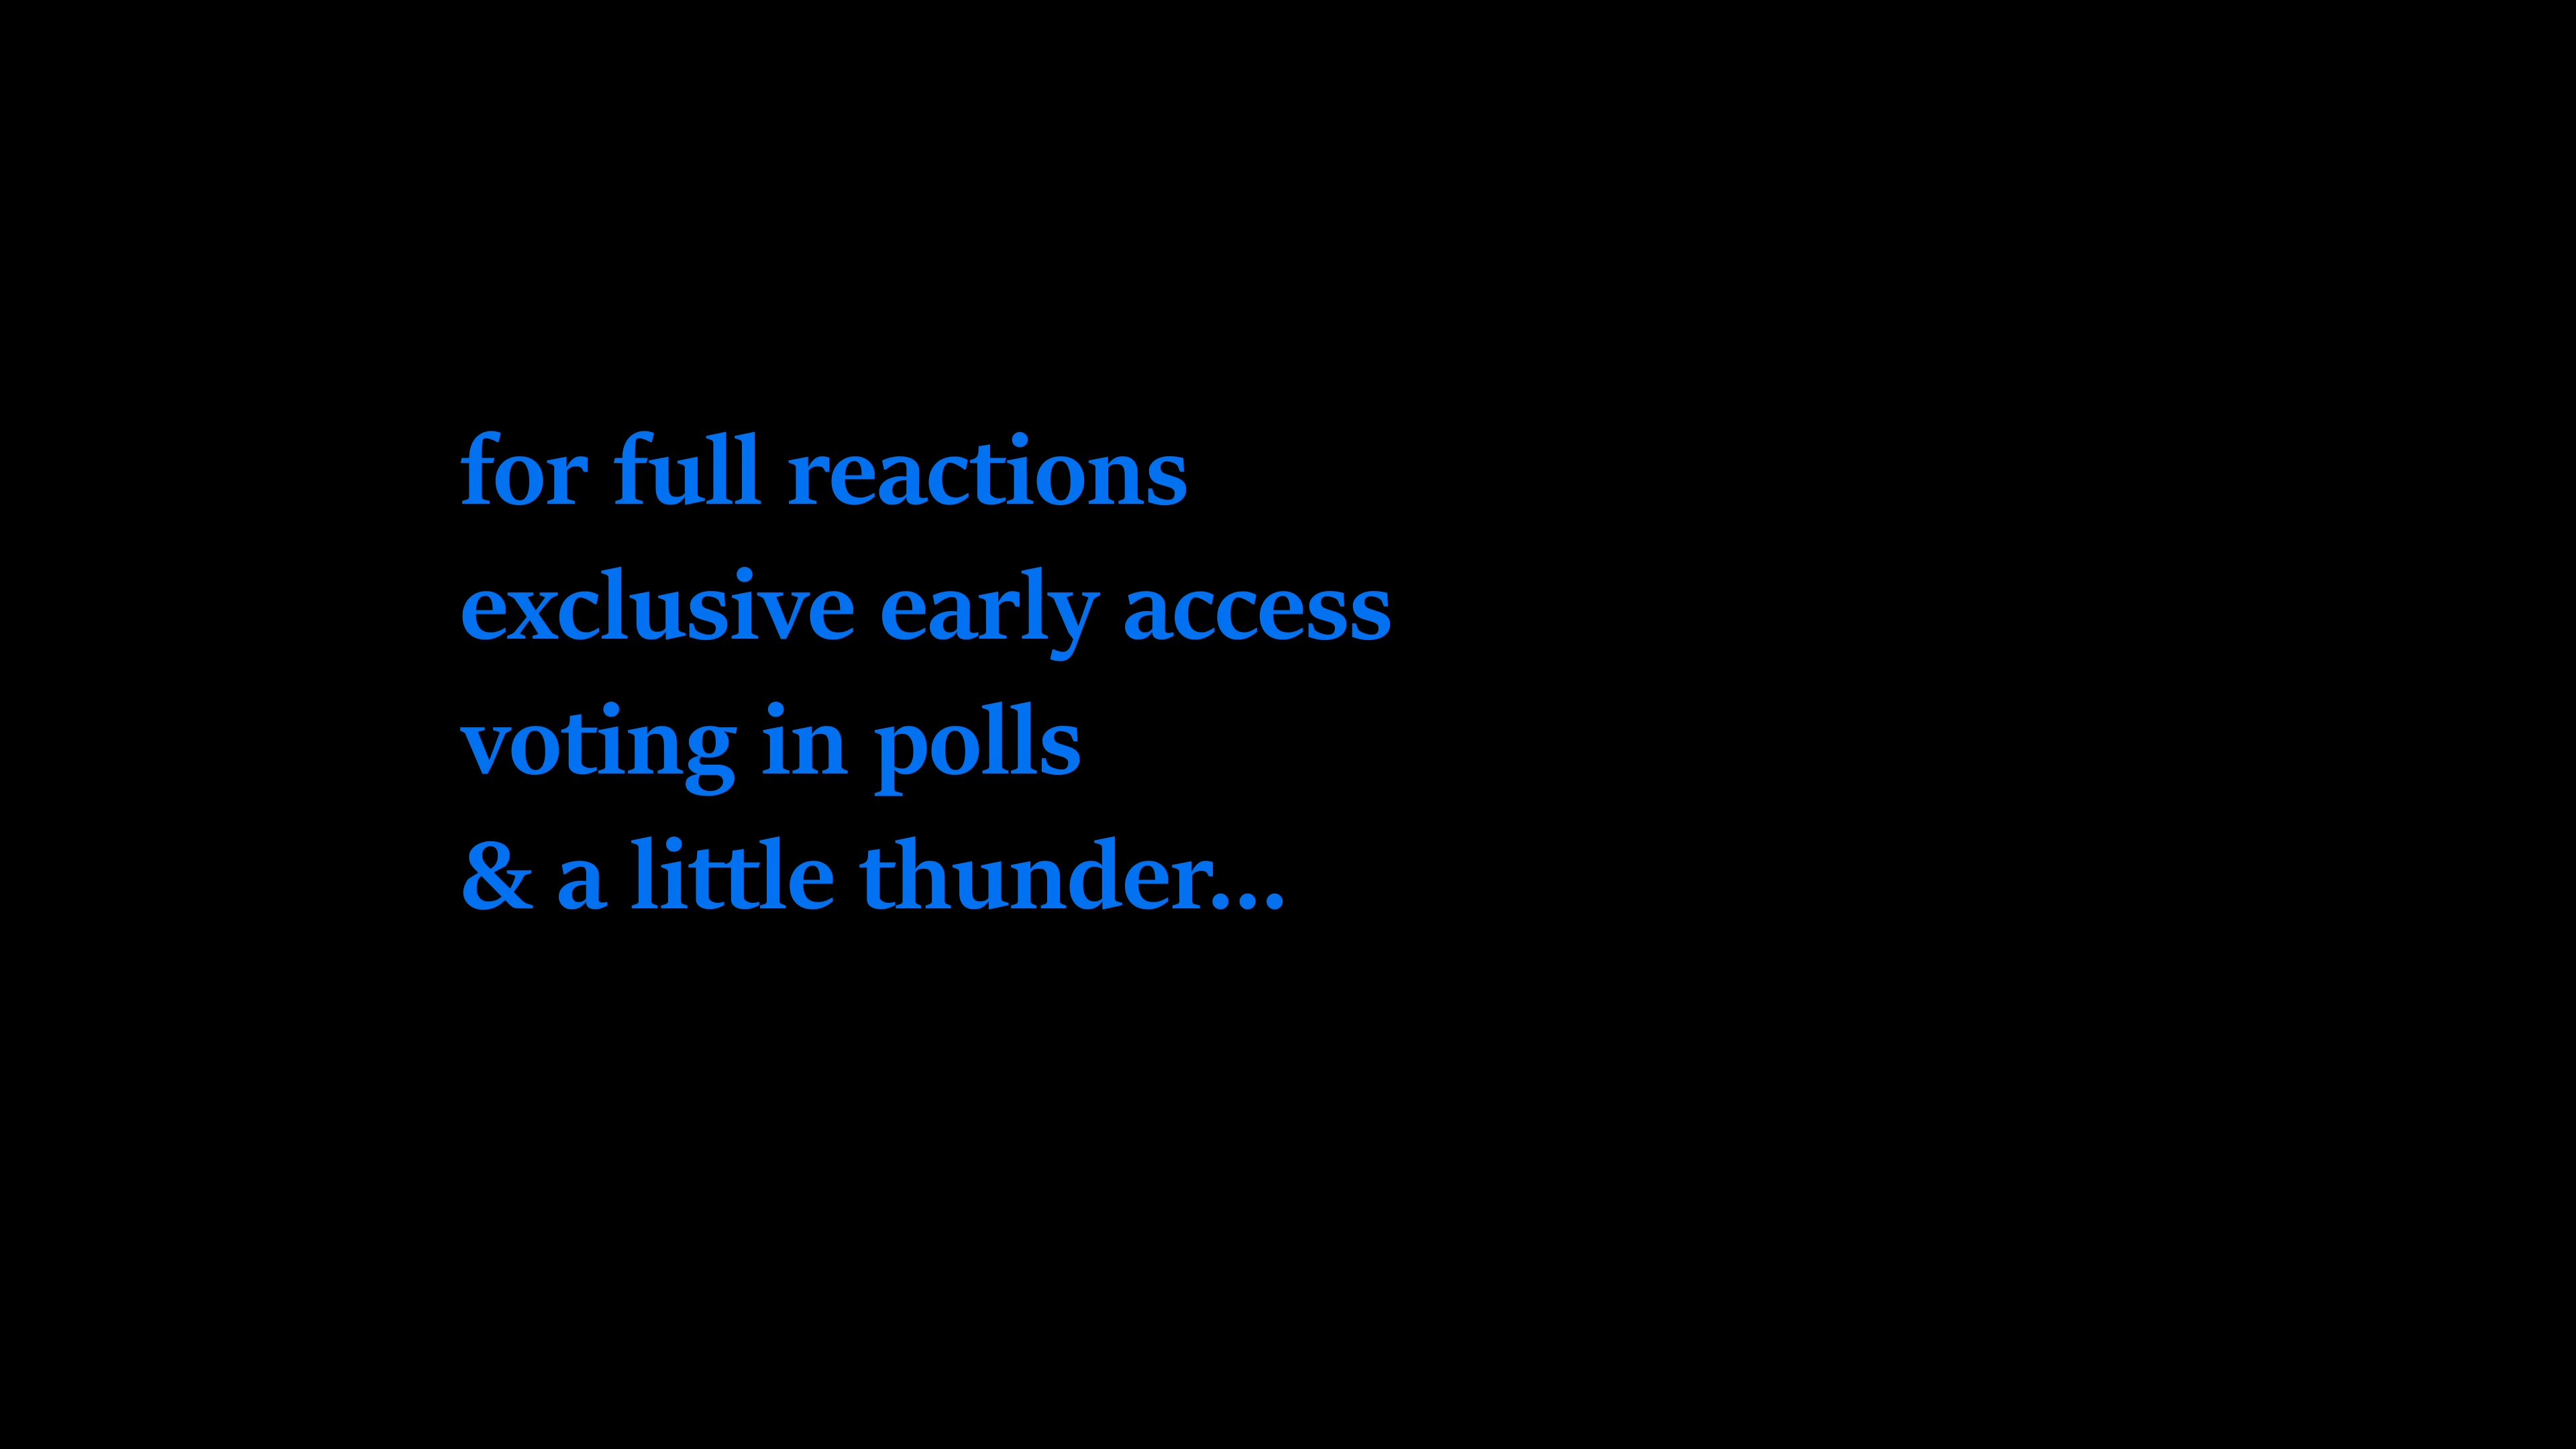 for full reactions
exclusive early access
voting in polls
& a little thunder...